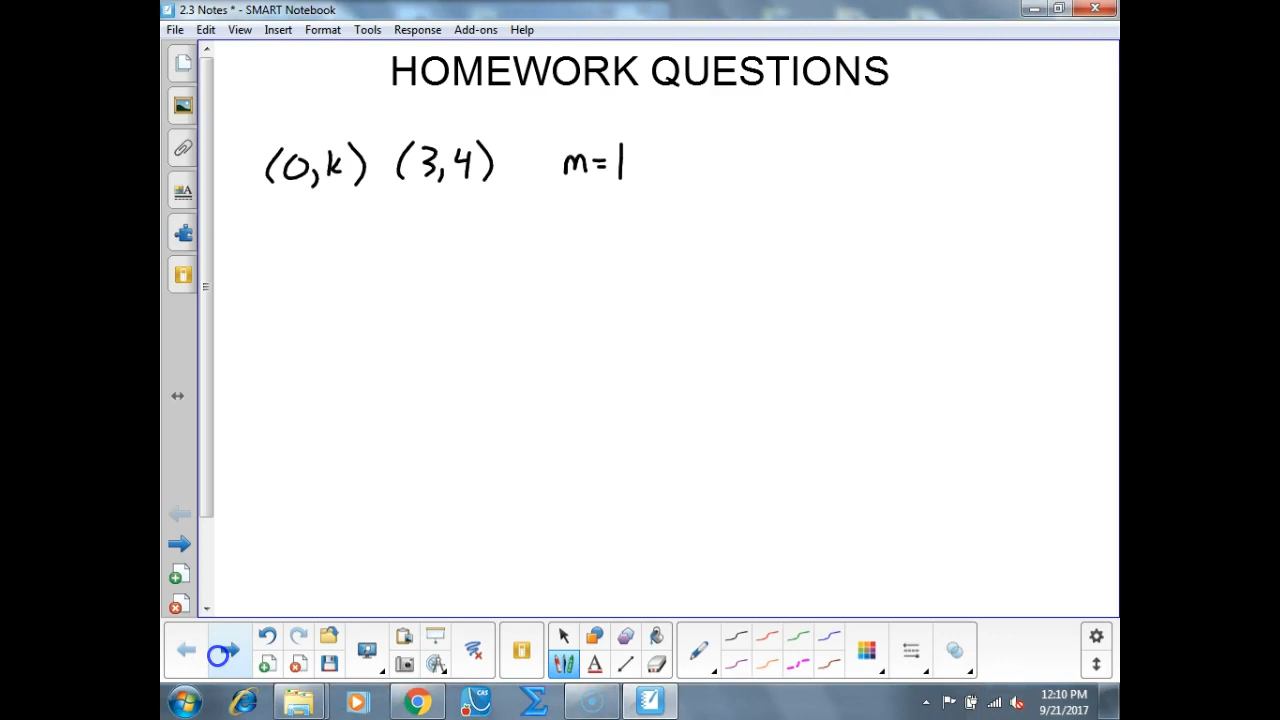 2.3 Notes * - SMART Notebook
File Edit View Insert Format Tools Response Add-ons Help
HOMEWORK QUESTIONS
(0,k) (3,4) m=1
12:10 PM
9/21/2017